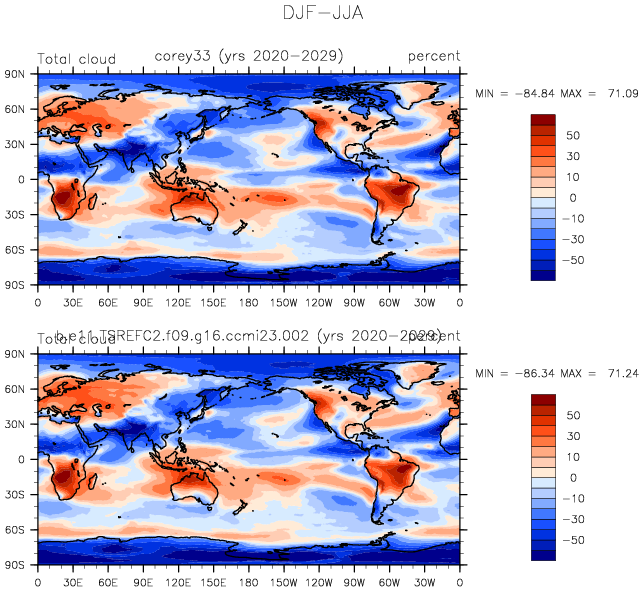 DJF-JJA
Total cloud corey33 (yrs 2020-2029) percent
90N
60N
30N
0
30S
60S
90S
0 30E 60E 90E 120E 150E 180 150W 120W 90W 60W 30W 0
MIN = -84.84 MAX = 71.09
50
30
10
0
-10
-30
-50
Total cloud b.e11.TSREFC2.f09.g16.ccmi23.002 (yrs 2020-2029) percent
90N
60N
30N
0
30S
60S
90S
0 30E 60E 90E 120E 150E 180 150W 120W 90W 60W 30W 0
MIN = -86.34 MAX = 71.24
50
30
10
0
-10
-30
-50